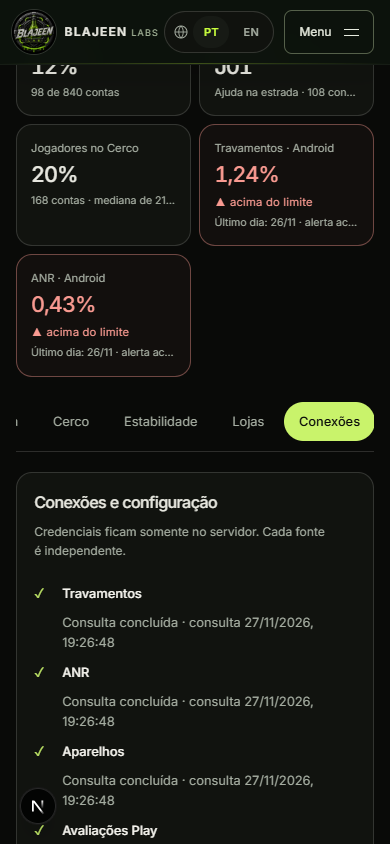 BLAJEEN
BLAJEEN LABS
PT
EN
Menu
12%
J01
98 de 840 contas
Ajuda na estrada · 108 con...
Jogadores no Cerco
20%
168 contas · mediana de 21...
Travamentos · Android
1,24%
▲ acima do limite
Último dia: 26/11 · alerta ac...
ANR · Android
0,43%
▲ acima do limite
Último dia: 26/11 · alerta ac...
Cerco
Estabilidade
Lojas
Conexões
Conexões e configuração
Credenciais ficam somente no servidor. Cada fonte
é independente.
✓ Travamentos
Consulta concluída · consulta 27/11/2026,
19:26:48
✓ ANR
Consulta concluída · consulta 27/11/2026,
19:26:48
✓ Aparelhos
Consulta concluída · consulta 27/11/2026,
19:26:48
N
✓ Avaliações Play